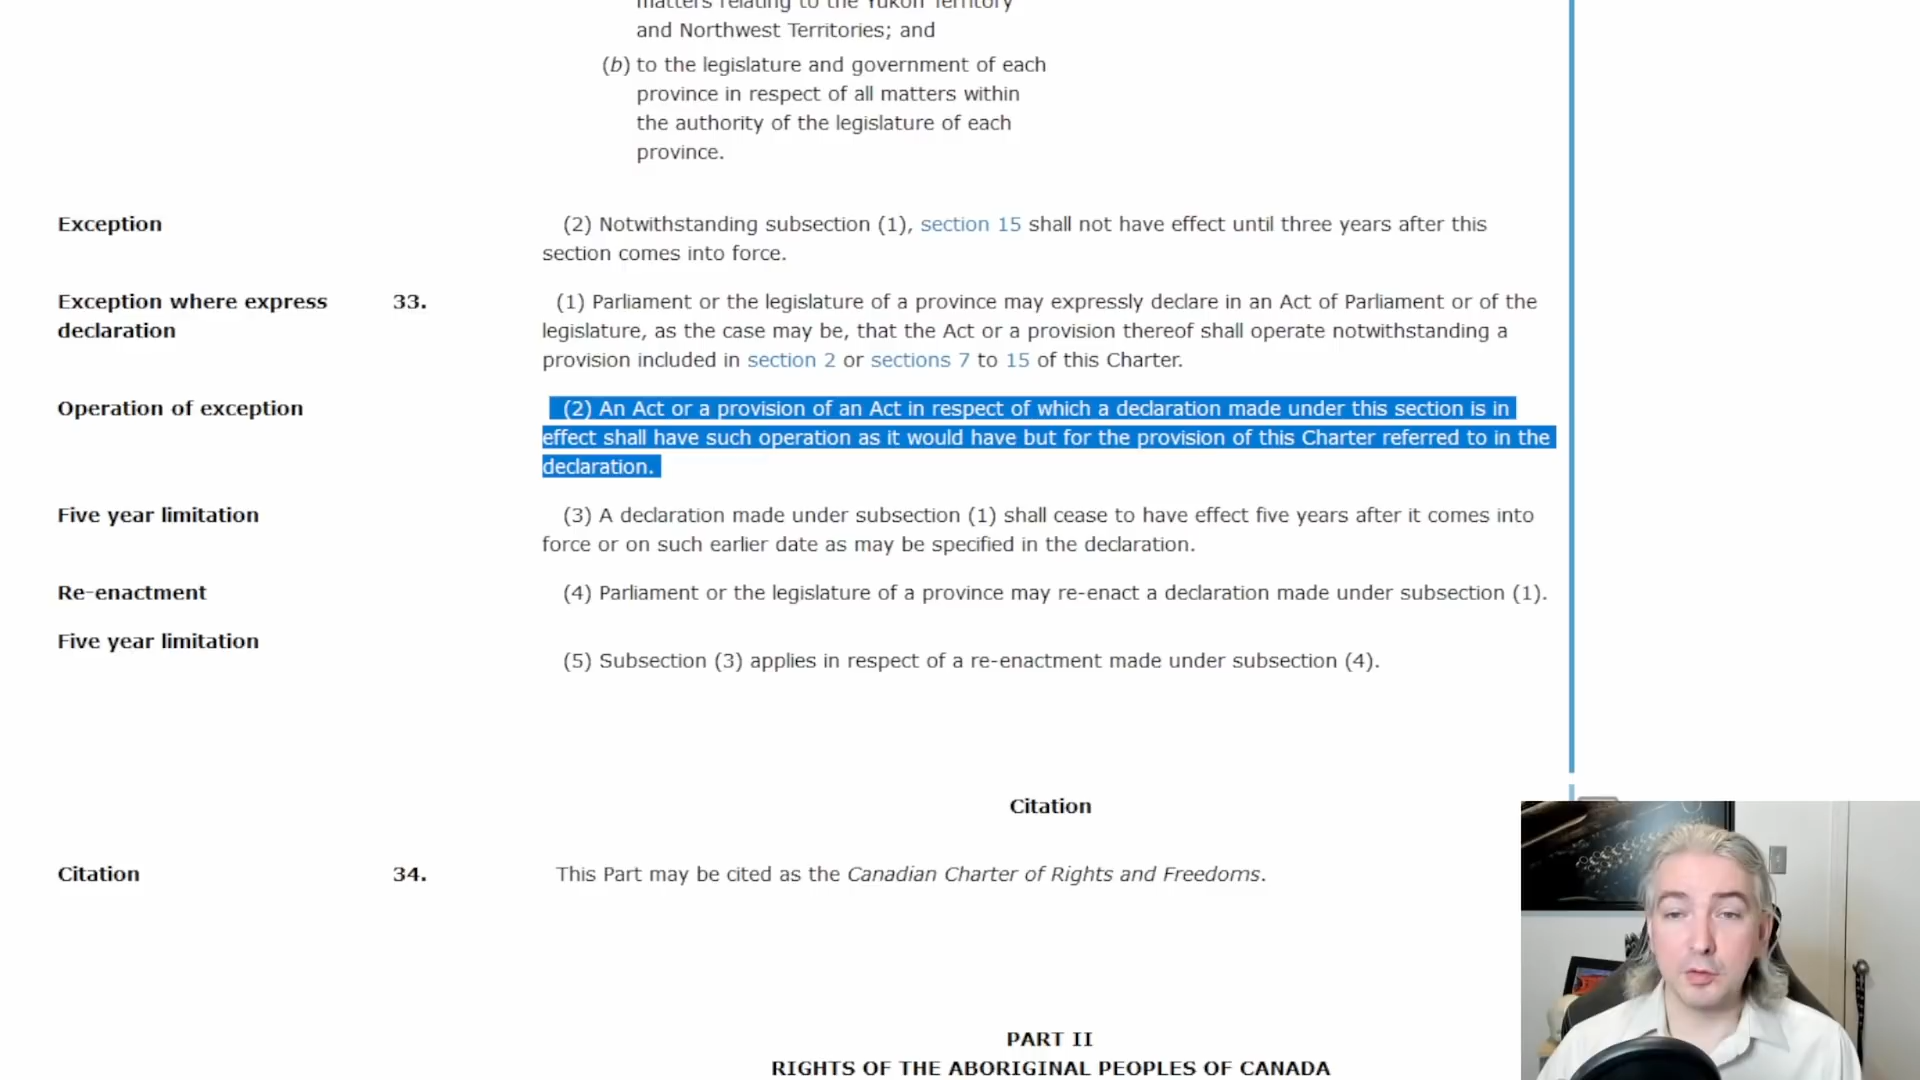 matters relating to the Yukon Territory
and Northwest Territories; and
(b) to the legislature and government of each
province in respect of all matters within
the authority of the legislature of each
province.
Exception
(2) Notwithstanding subsection (1), section 15 shall not have effect until three years after this
section comes into force.
Exception where express
declaration
33.
(1) Parliament or the legislature of a province may expressly declare in an Act of Parliament or of the
legislature, as the case may be, that the Act or a provision thereof shall operate notwithstanding a
provision included in section 2 or sections 7 to 15 of this Charter.
Operation of exception
(2) An Act or a provision of an Act in respect of which a declaration made under this section is in
effect shall have such operation as it would have but for the provision of this Charter referred to in the
declaration.
Five year limitation
(3) A declaration made under subsection (1) shall cease to have effect five years after it comes into
force or on such earlier date as may be specified in the declaration.
Re-enactment
(4) Parliament or the legislature of a province may re-enact a declaration made under subsection (1).
Five year limitation
(5) Subsection (3) applies in respect of a re-enactment made under subsection (4).
Citation
Citation
34.
This Part may be cited as the Canadian Charter of Rights and Freedoms.
PART II
RIGHTS OF THE ABORIGINAL PEOPLES OF CANADA